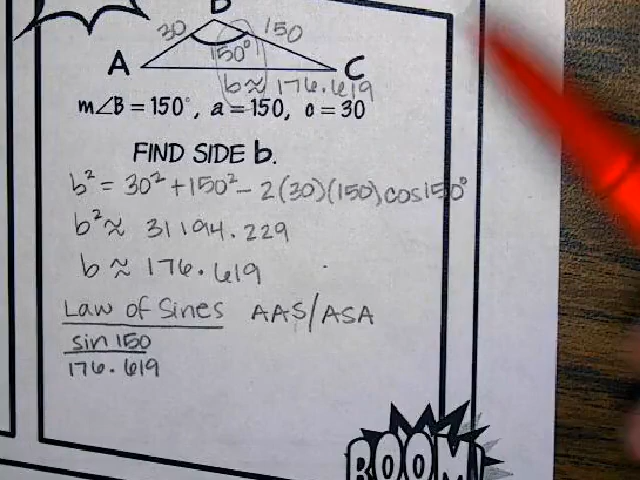 B
30 150
150°
A C
b ≈ 176.619
m∠B = 150°, a = 150, c = 30
FIND SIDE b.
b² = 30² + 150² - 2(30)(150)cos150°
b² ≈ 31194.229
b ≈ 176.619
Law of Sines AAS/ASA
sin 150
176.619
BOOM!